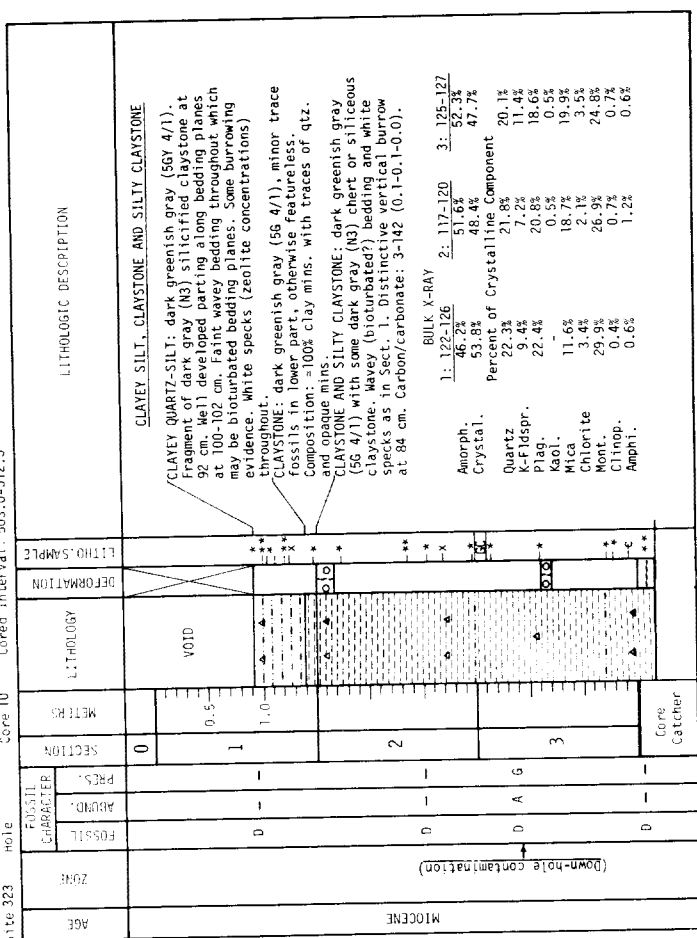 ite 323 Hole Core 10 Cored Interval: 503.0-512.5
AGE
ZONE
FOSSIL CHARACTER
FOSSIL
ABUND.
PRES.
SECTION
METERS
LITHOLOGY
DEFORMATION
LITHO.SAMPLE
LITHOLOGIC DESCRIPTION
MIOCENE
(Down-hole contamination)
D - -
D - -
D A G
D - -
0
1
2
3
Core
Catcher
0.5
1.0
VOID
GC
CLAYEY SILT, CLAYSTONE AND SILTY CLAYSTONE
CLAYEY QUARTZ-SILT: dark greenish gray (5GY 4/1).
Fragment of dark gray (N3) silicified claystone at
92 cm. Well developed parting along bedding planes
at 100-102 cm. Faint wavey bedding throughout which
may be bioturbated bedding planes. Some burrowing
evidence. White specks (zeolite concentrations)
throughout.
CLAYSTONE: dark greenish gray (5G 4/1), minor trace
fossils in lower part, otherwise featureless.
Composition: ≈100% clay mins. with traces of qtz.
and opaque mins.
CLAYSTONE AND SILTY CLAYSTONE: dark greenish gray
(5G 4/1) with some dark gray (N3) chert or siliceous
claystone. Wavey (bioturbated?) bedding and white
specks as in Sect. 1. Distinctive vertical burrow
at 84 cm. Carbon/carbonate: 3-142 (0.1-0.1-0.0).
BULK X-RAY
1: 122-126 2: 117-120 3: 125-127
Amorph. 46.2% 51.6% 52.3%
Crystal. 53.8% 48.4% 47.7%
Percent of Crystalline Component
Quartz 22.3% 21.8% 20.1%
K-Fldspr. 9.4% 7.2% 11.4%
Plag. 22.4% 20.8% 18.6%
Kaol. - 0.5% 0.5%
Mica 11.6% 18.7% 19.9%
Chlorite 3.4% 2.1% 3.5%
Mont. 29.9% 26.9% 24.8%
Clinop. 0.4% 0.7% 0.7%
Amphil. 0.6% 1.2% 0.6%